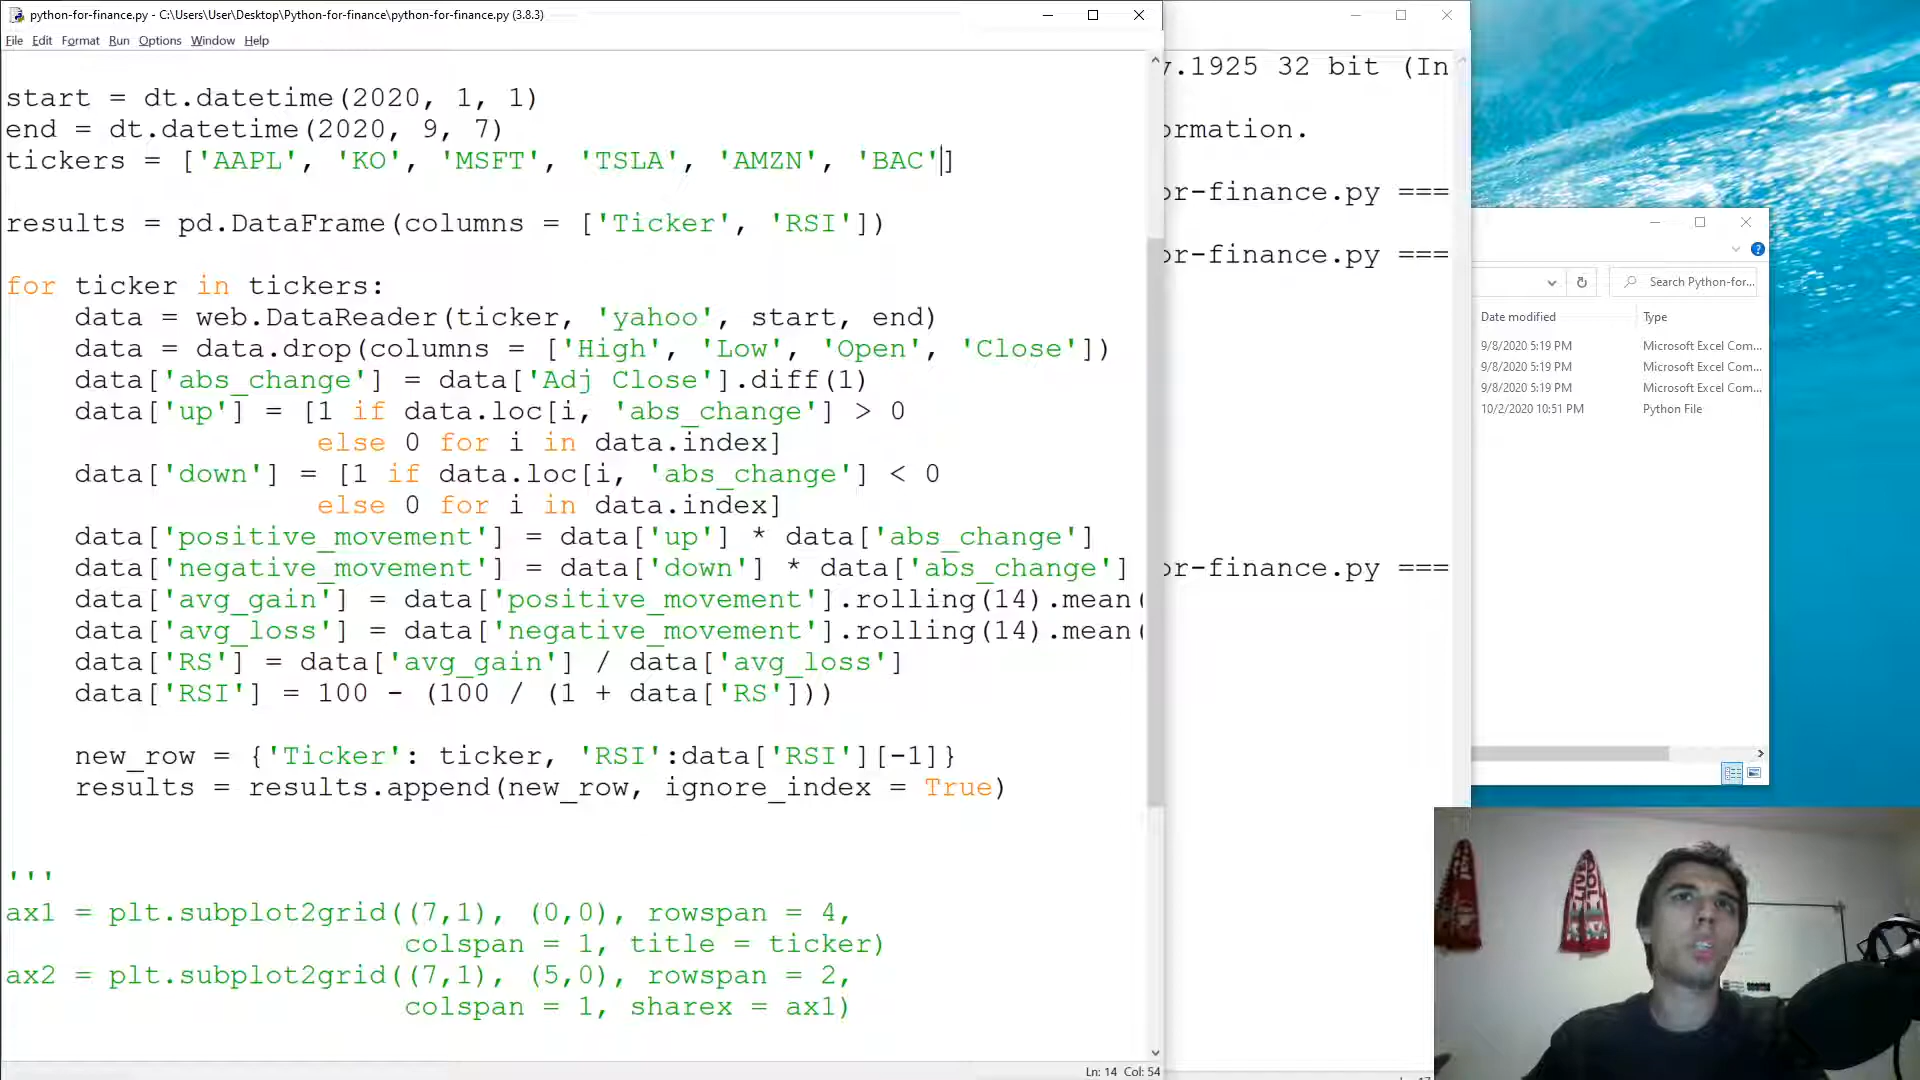 python-for-finance.py - C:\Users\User\Desktop\Python-for-finance\python-for-finance.py (3.8.3)
File Edit Format Run Options Window Help
start = dt.datetime(2020, 1, 1)
end = dt.datetime(2020, 9, 7)
tickers = ['AAPL', 'KO', 'MSFT', 'TSLA', 'AMZN', 'BAC']
results = pd.DataFrame(columns = ['Ticker', 'RSI'])
for ticker in tickers:
data = web.DataReader(ticker, 'yahoo', start, end)
data = data.drop(columns = ['High', 'Low', 'Open', 'Close'])
data['abs_change'] = data['Adj Close'].diff(1)
data['up'] = [1 if data.loc[i, 'abs_change'] > 0
else 0 for i in data.index]
data['down'] = [1 if data.loc[i, 'abs_change'] < 0
else 0 for i in data.index]
data['positive_movement'] = data['up'] * data['abs_change']
data['negative_movement'] = data['down'] * data['abs_change']
data['avg_gain'] = data['positive_movement'].rolling(14).mean(
data['avg_loss'] = data['negative_movement'].rolling(14).mean(
data['RS'] = data['avg_gain'] / data['avg_loss']
data['RSI'] = 100 - (100 / (1 + data['RS']))
new_row = {'Ticker': ticker, 'RSI':data['RSI'][-1]}
results = results.append(new_row, ignore_index = True)
'''
ax1 = plt.subplot2grid((7,1), (0,0), rowspan = 4,
colspan = 1, title = ticker)
ax2 = plt.subplot2grid((7,1), (5,0), rowspan = 2,
colspan = 1, sharex = ax1)
Ln: 14 Col: 54
v.1925 32 bit (In
ormation.
or-finance.py ===
or-finance.py ===
or-finance.py ===
Search Python-for...
Date modified Type
9/8/2020 5:19 PM Microsoft Excel Com...
9/8/2020 5:19 PM Microsoft Excel Com...
9/8/2020 5:19 PM Microsoft Excel Com...
10/2/2020 10:51 PM Python File